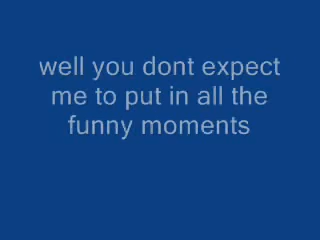 well you dont expect
me to put in all the
funny moments